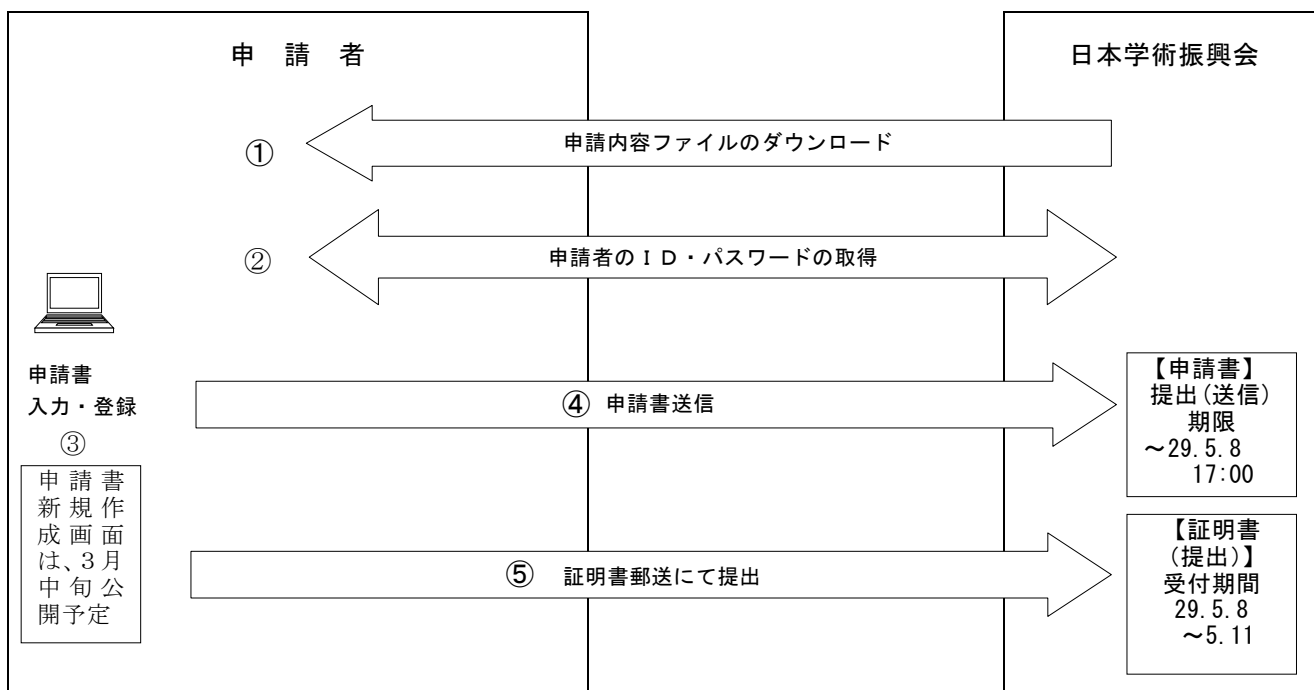 申 請 者
日本学術振興会
① 申請内容ファイルのダウンロード
② 申請者のＩＤ・パスワードの取得
申請書
入力・登録
③
申請書
新規作
成画面
は、３月
中旬公
開予定
④ 申請書送信
【申請書】
提出(送信)
期限
～29.5.8
17:00
⑤ 証明書郵送にて提出
【証明書
(提出)】
受付期間
29.5.8
～5.11